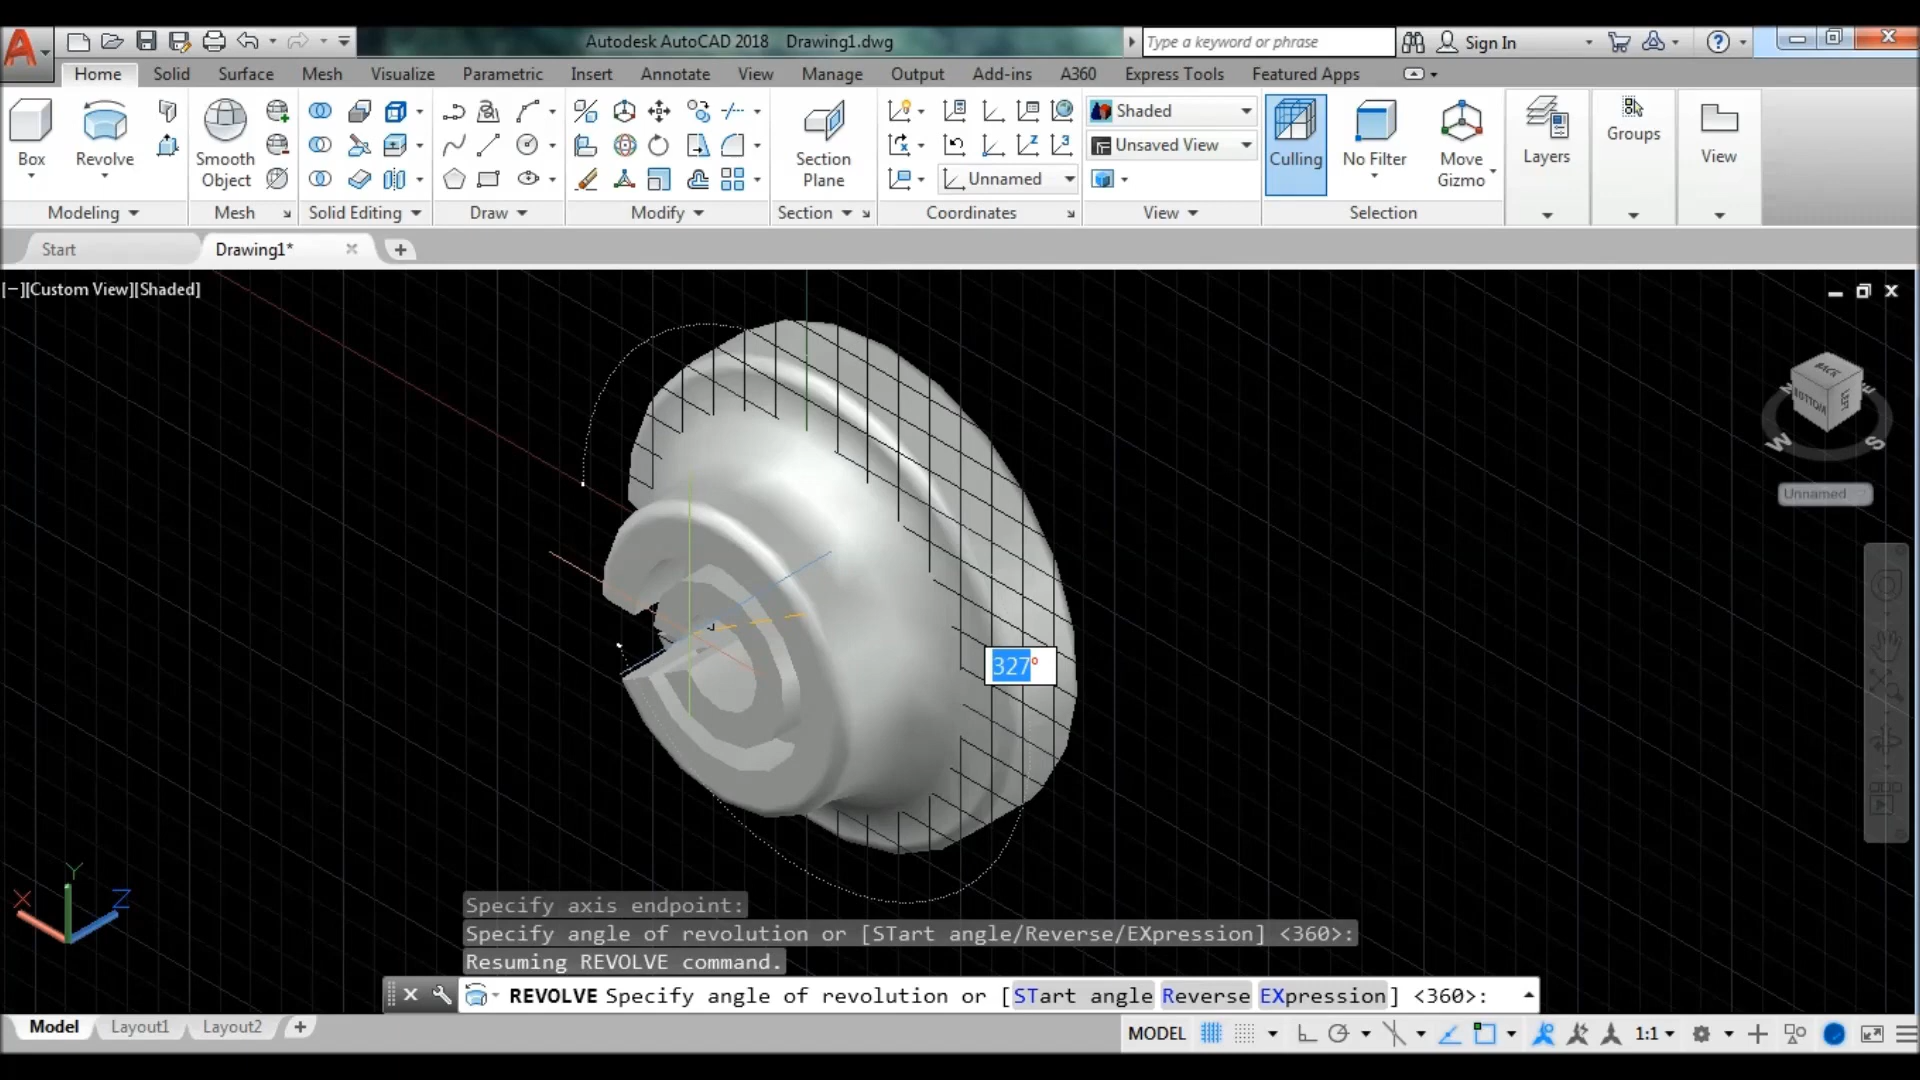 Autodesk AutoCAD 2018 Drawing1.dwg
Type a keyword or phrase
Sign In
Home Solid Surface Mesh Visualize Parametric Insert Annotate View Manage Output Add-ins A360 Express Tools Featured Apps
Box
Revolve
Smooth
Object
Section
Plane
Shaded
Unsaved View
Unnamed
Culling
No Filter
Move
Gizmo
Layers
Groups
View
Modeling Mesh Solid Editing Draw Modify Section Coordinates View Selection
Start Drawing1*
[−][Custom View][Shaded]
BACK
BOTTOM
LEFT
N
E
W
S
Unnamed
327°
X
Y
Z
Specify axis endpoint:
Specify angle of revolution or [STart angle/Reverse/EXpression] <360>:
Resuming REVOLVE command.
REVOLVE Specify angle of revolution or [STart angle Reverse EXpression] <360>:
Model Layout1 Layout2
MODEL
1:1